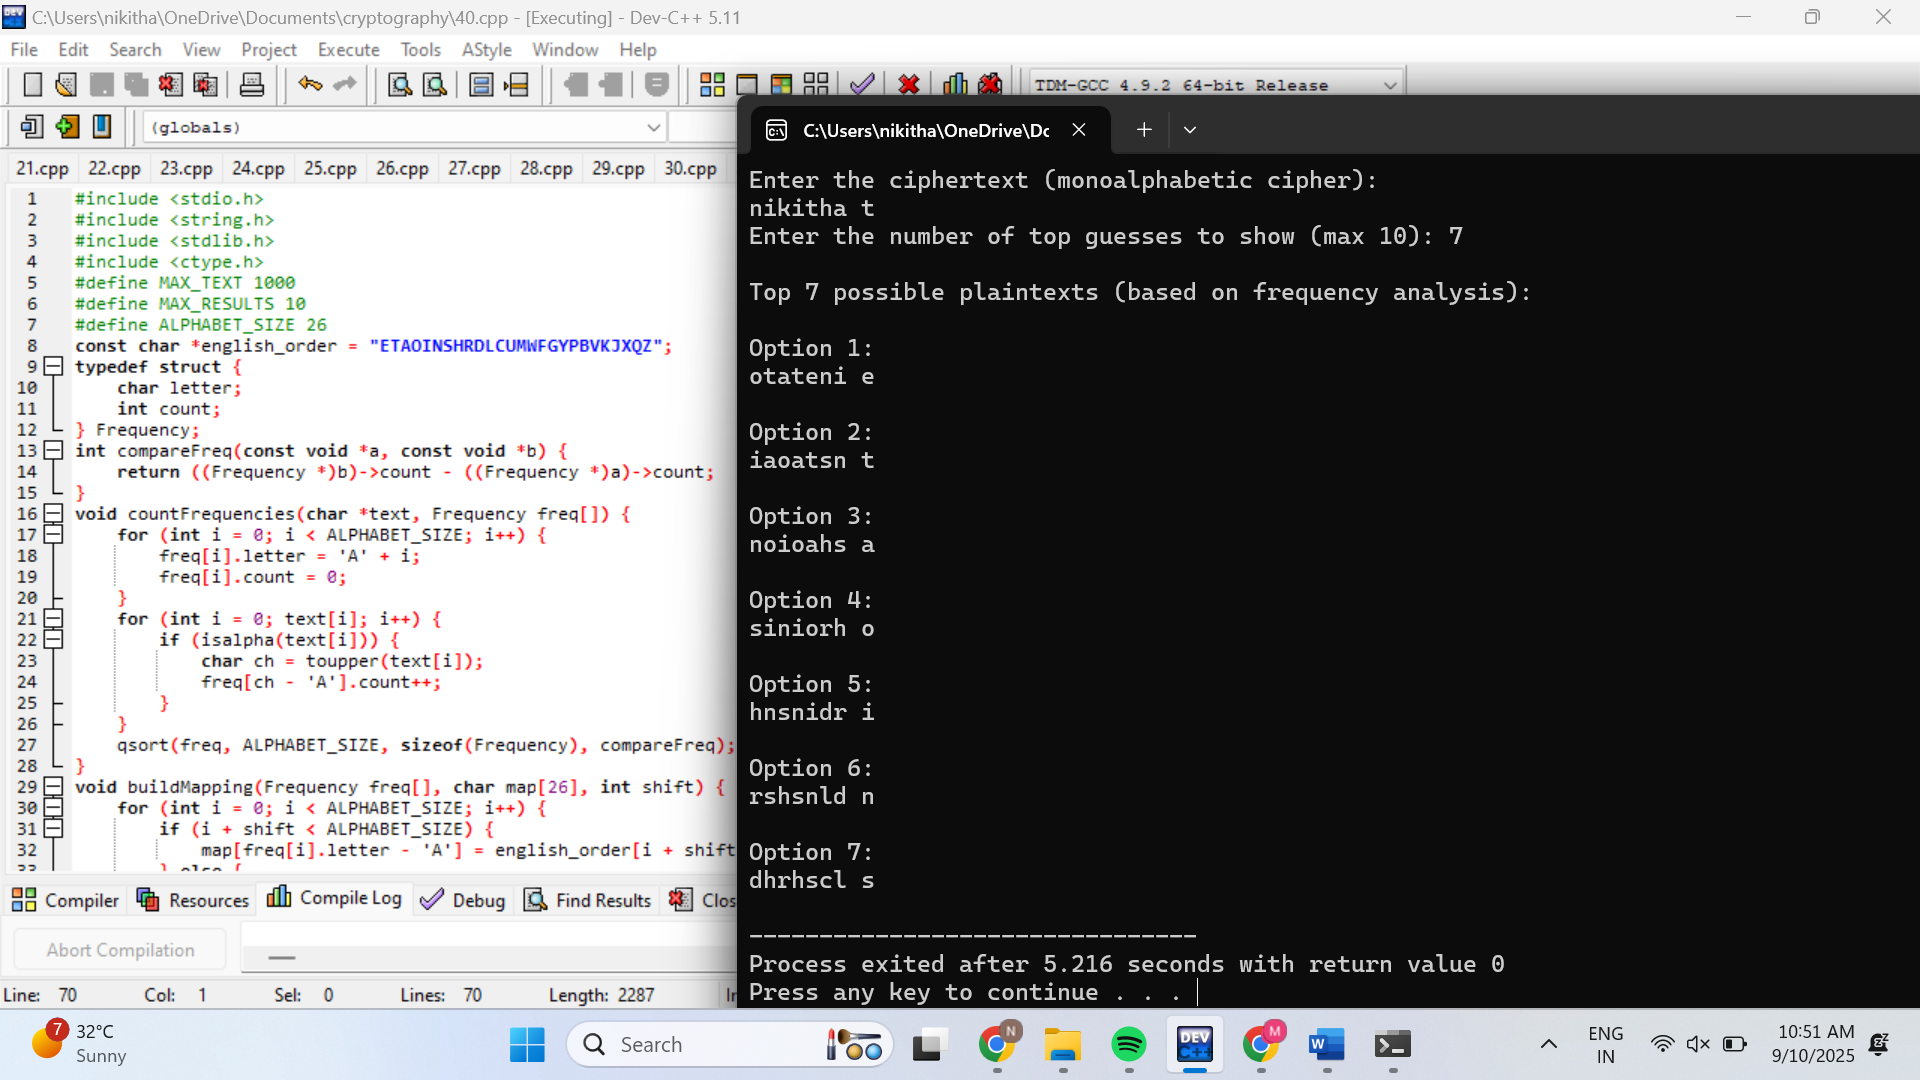 C:\Users\nikitha\OneDrive\Documents\cryptography\40.cpp - [Executing] - Dev-C++ 5.11
File Edit Search View Project Execute Tools AStyle Window Help
TDM-GCC 4.9.2 64-bit Release
(globals)
21.cpp 22.cpp 23.cpp 24.cpp 25.cpp 26.cpp 27.cpp 28.cpp 29.cpp 30.cpp
1 #include <stdio.h>
2 #include <string.h>
3 #include <stdlib.h>
4 #include <ctype.h>
5 #define MAX_TEXT 1000
6 #define MAX_RESULTS 10
7 #define ALPHABET_SIZE 26
8 const char *english_order = "ETAOINSHRDLCUMWFGYPBVKJXQZ";
9 typedef struct {
10 char letter;
11 int count;
12 } Frequency;
13 int compareFreq(const void *a, const void *b) {
14 return ((Frequency *)b)->count - ((Frequency *)a)->count;
15 }
16 void countFrequencies(char *text, Frequency freq[]) {
17 for (int i = 0; i < ALPHABET_SIZE; i++) {
18 freq[i].letter = 'A' + i;
19 freq[i].count = 0;
20 }
21 for (int i = 0; text[i]; i++) {
22 if (isalpha(text[i])) {
23 char ch = toupper(text[i]);
24 freq[ch - 'A'].count++;
25 }
26 }
27 qsort(freq, ALPHABET_SIZE, sizeof(Frequency), compareFreq);
28 }
29 void buildMapping(Frequency freq[], char map[26], int shift) {
30 for (int i = 0; i < ALPHABET_SIZE; i++) {
31 if (i + shift < ALPHABET_SIZE) {
32 map[freq[i].letter - 'A'] = english_order[i + shift
33 } else {
Compiler Resources Compile Log Debug Find Results Clos
Abort Compilation
Line: 70 Col: 1 Sel: 0 Lines: 70 Length: 2287 In
C:\Users\nikitha\OneDrive\Dc
Enter the ciphertext (monoalphabetic cipher):
nikitha t
Enter the number of top guesses to show (max 10): 7
Top 7 possible plaintexts (based on frequency analysis):
Option 1:
otateni e
Option 2:
iaoatsn t
Option 3:
noioahs a
Option 4:
siniorh o
Option 5:
hnsnidr i
Option 6:
rshsnld n
Option 7:
dhrhscl s
--------------------------------
Process exited after 5.216 seconds with return value 0
Press any key to continue . . .
7
32°C
Sunny
Search
N
DEV C++
M
W
ENG
IN
10:51 AM
9/10/2025